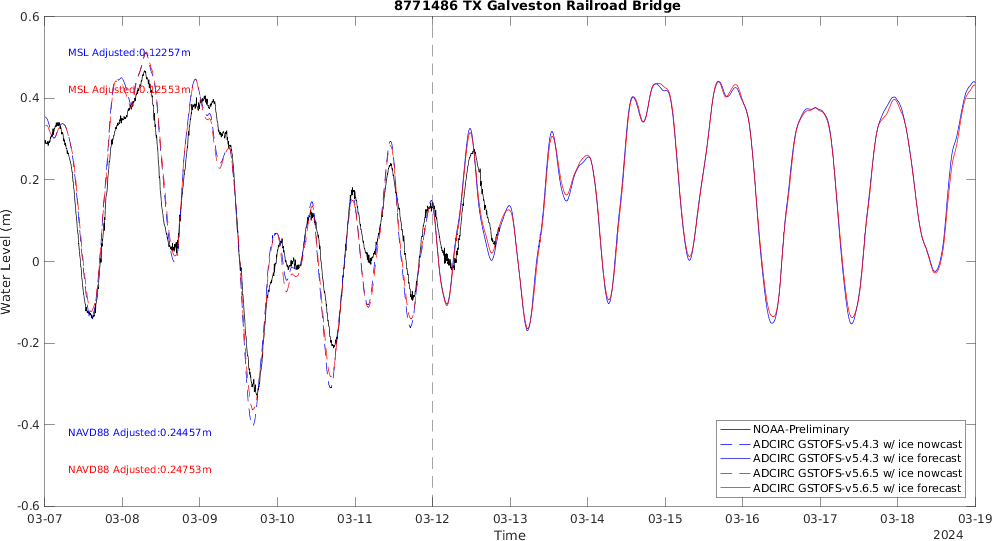 8771486 TX Galveston Railroad Bridge
0.6
0.4
0.2
0
-0.2
-0.4
-0.6
Water Level (m)
MSL Adjusted:0.12257m
MSL Adjusted:0.12553m
NAVD88 Adjusted:0.24457m
NAVD88 Adjusted:0.24753m
NOAA-Preliminary
ADCIRC GSTOFS-v5.4.3 w/ ice nowcast
ADCIRC GSTOFS-v5.4.3 w/ ice forecast
ADCIRC GSTOFS-v5.6.5 w/ ice nowcast
ADCIRC GSTOFS-v5.6.5 w/ ice forecast
03-07 03-08 03-09 03-10 03-11 03-12 03-13 03-14 03-15 03-16 03-17 03-18 03-19
Time
2024